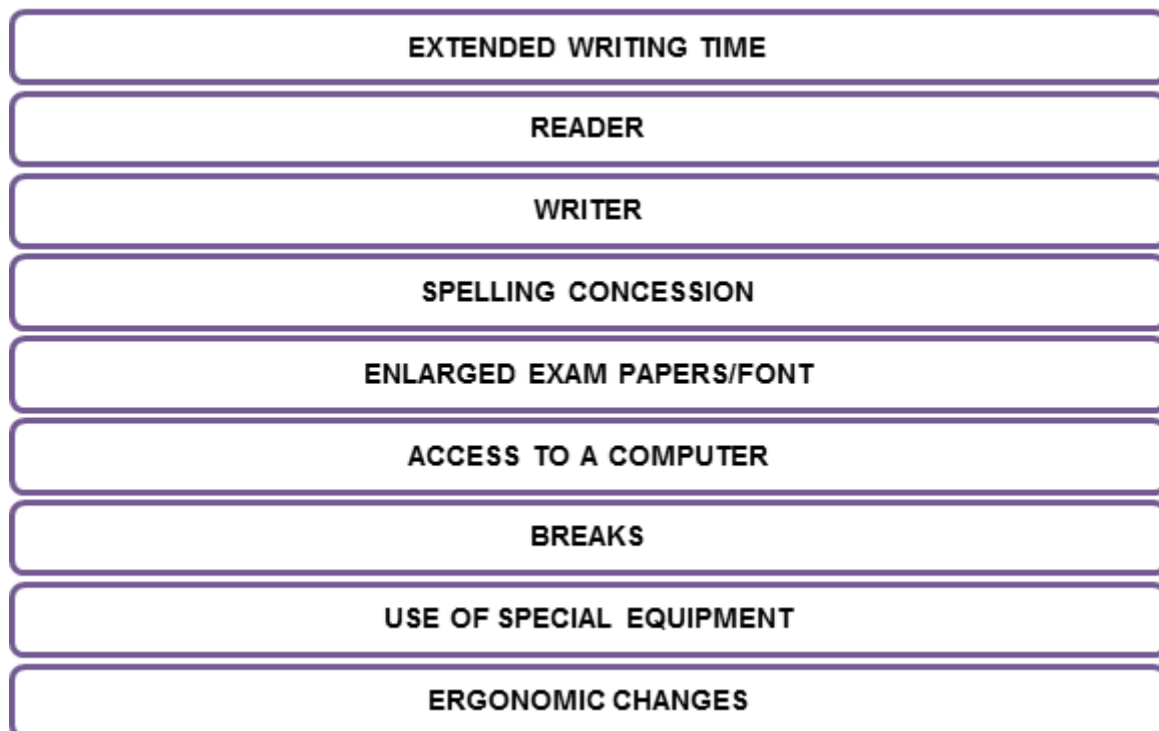 EXTENDED WRITING TIME
READER
WRITER
SPELLING CONCESSION
ENLARGED EXAM PAPERS/FONT
ACCESS TO A COMPUTER
BREAKS
USE OF SPECIAL EQUIPMENT
ERGONOMIC CHANGES